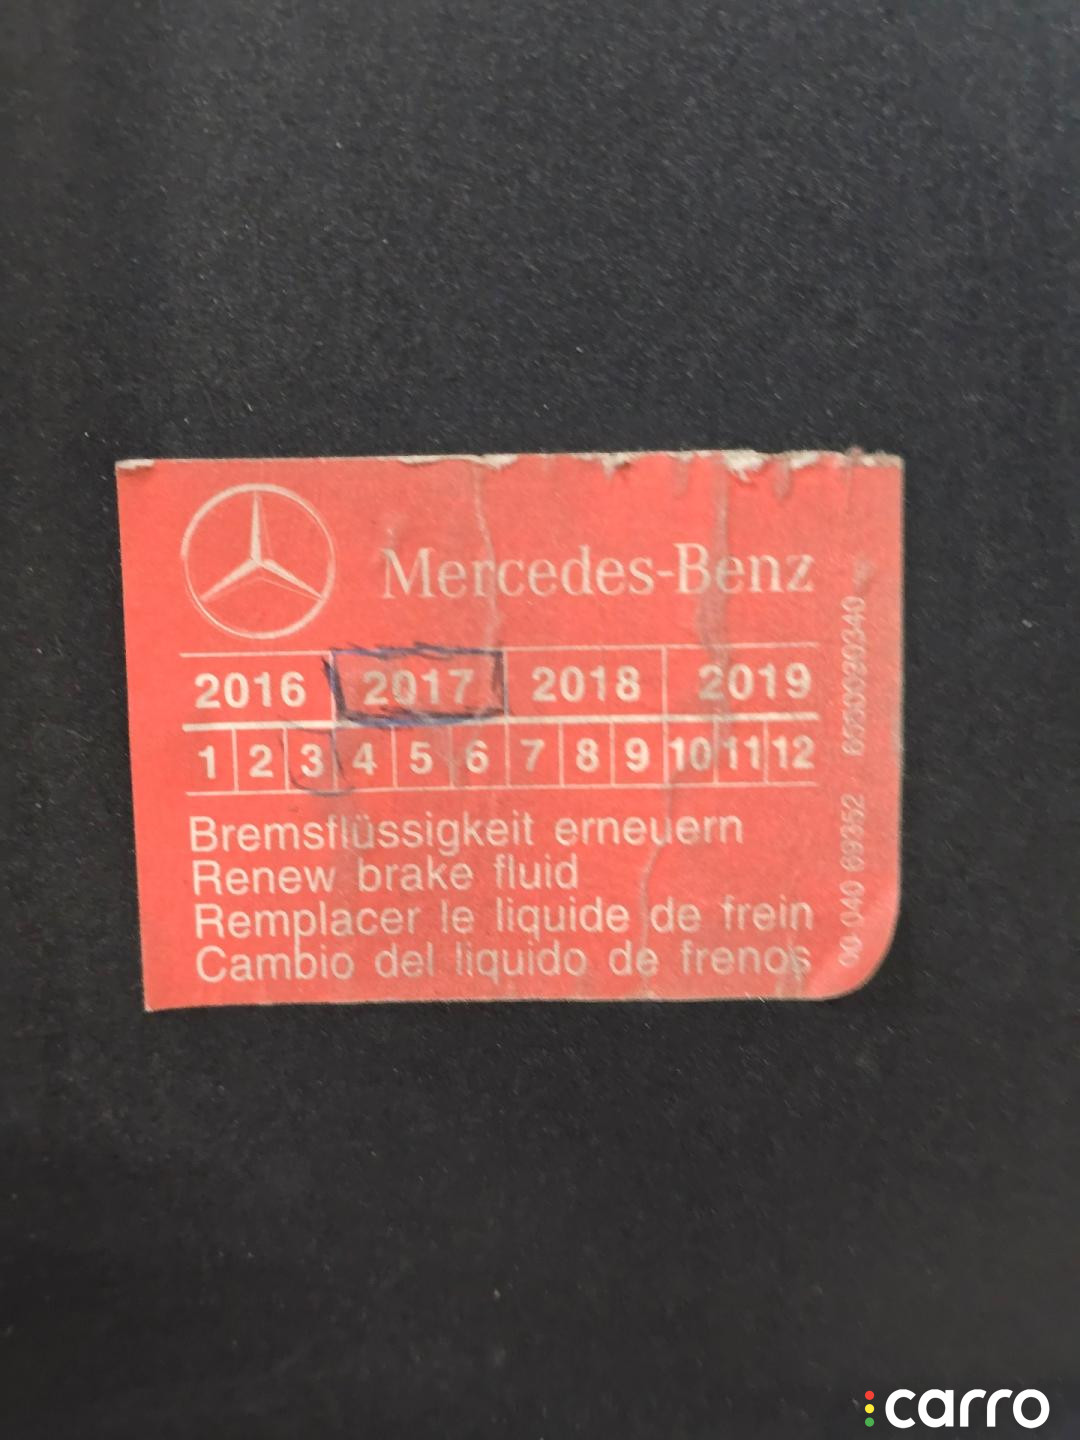 Mercedes-Benz
2016 2017 2018 2019
1 2 3 4 5 6 7 8 9 10 11 12
Bremsflüssigkeit erneuern
Renew brake fluid
Remplacer le liquide de frein
Cambio del liquido de frenos
00 040 69352
carro